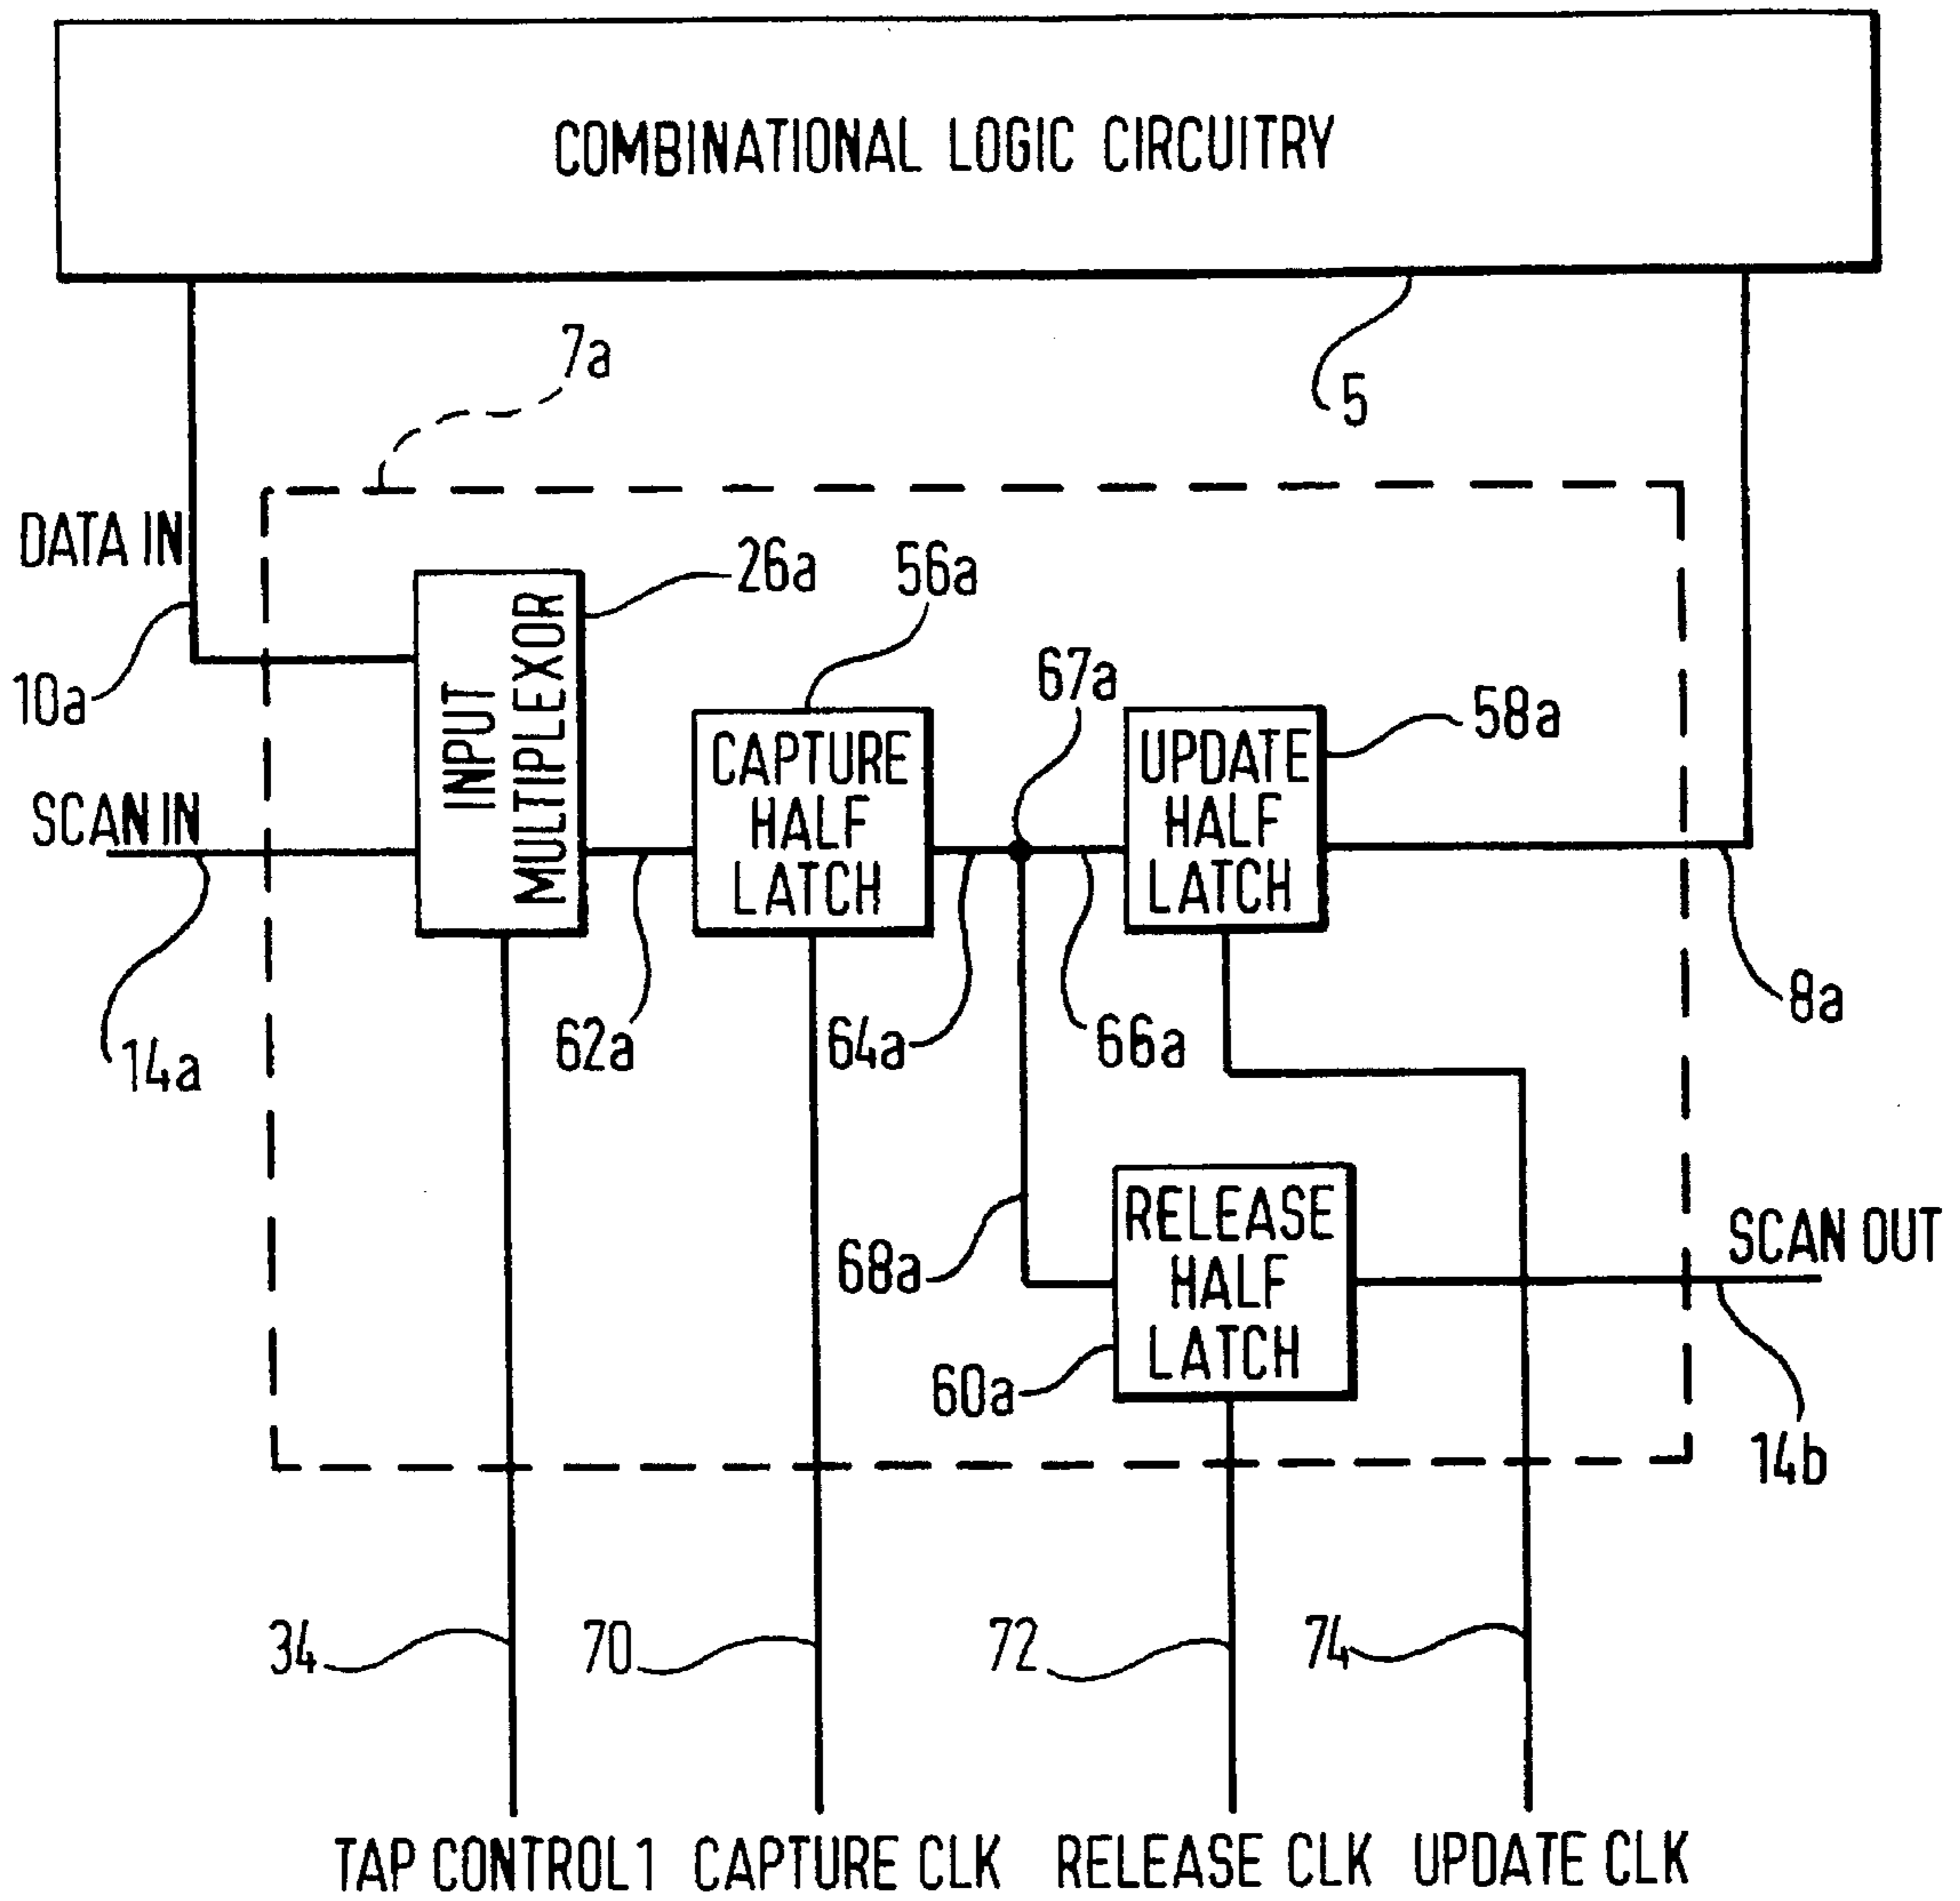 COMBINATIONAL LOGIC CIRCUITRY
7a
5
DATA IN
26a
56a
67a
58a
10a
INPUT
MULTIPLEXOR
CAPTURE
HALF
LATCH
UPDATE
HALF
LATCH
SCAN IN
14a
62a
64a
66a
8a
68a
RELEASE
HALF
LATCH
SCAN OUT
60a
14b
34
70
72
74
TAP CONTROL1
CAPTURE CLK
RELEASE CLK
UPDATE CLK